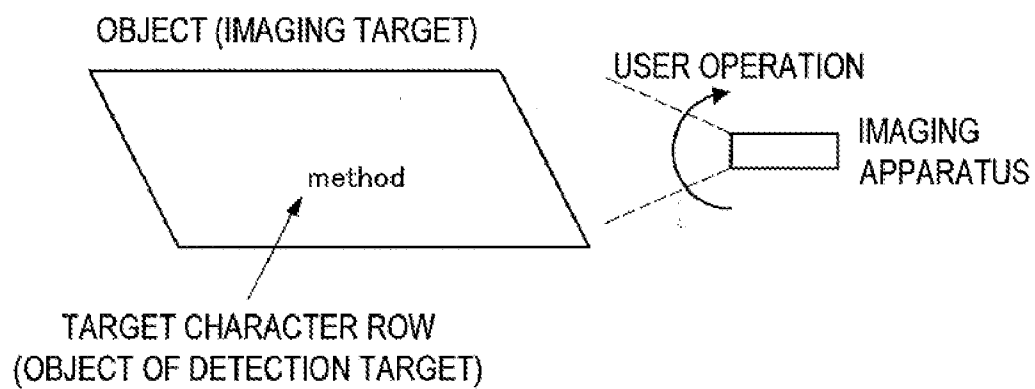 OBJECT (IMAGING TARGET)
USER OPERATION
IMAGING
APPARATUS
method
TARGET CHARACTER ROW
(OBJECT OF DETECTION TARGET)